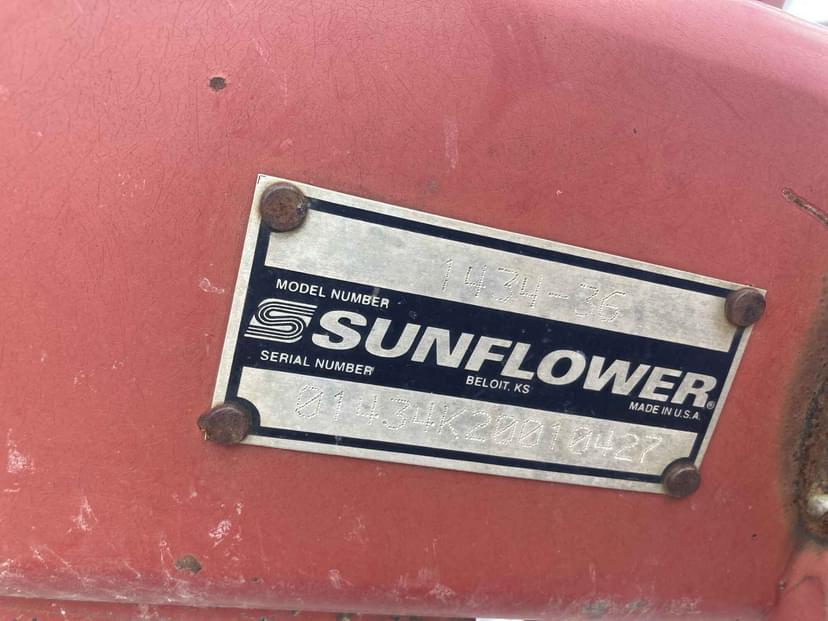 1434-36
MODEL NUMBER
SUNFLOWER®
SERIAL NUMBER
BELOIT, KS
MADE IN U.S.A.
01434K20010427